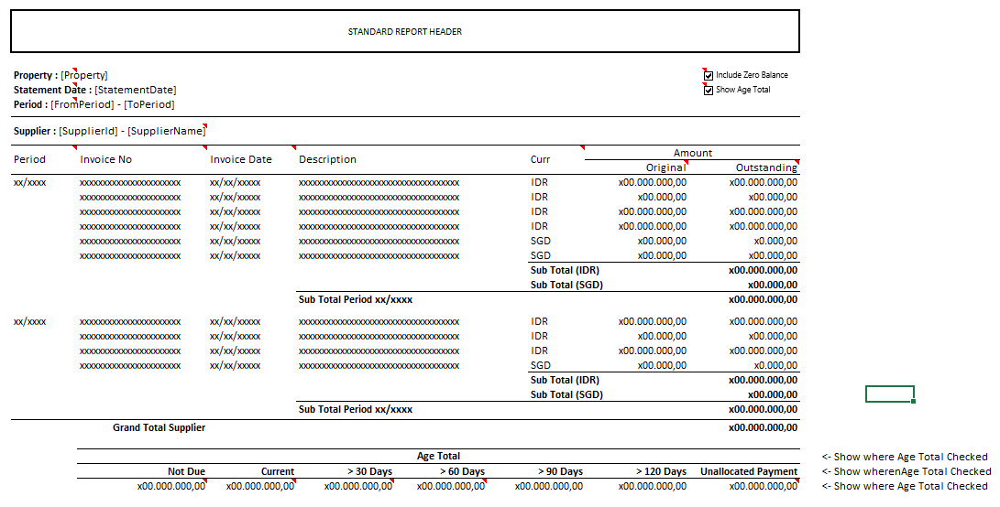 STANDARD REPORT HEADER
Property : [Property]
Include Zero Balance
Statement Date : [StatementDate]
Show Age Total
Period : [FromPeriod] - [ToPeriod]
Supplier : [SupplierId] - [SupplierName]
Period Invoice No Invoice Date Description Curr Amount
Original Outstanding
xx/xxxx xxxxxxxxxxxxxxxxxxxxxx xx/xx/xxxxx xxxxxxxxxxxxxxxxxxxxxxxxxxxxxxxxxxx IDR x00.000.000,00 x00.000.000,00
xxxxxxxxxxxxxxxxxxxxxx xx/xx/xxxxx xxxxxxxxxxxxxxxxxxxxxxxxxxxxxxxxxxx IDR x00.000,00 x00.000,00
xxxxxxxxxxxxxxxxxxxxxx xx/xx/xxxxx xxxxxxxxxxxxxxxxxxxxxxxxxxxxxxxxxxx IDR x00.000.000,00 x00.000.000,00
xxxxxxxxxxxxxxxxxxxxxx xx/xx/xxxxx xxxxxxxxxxxxxxxxxxxxxxxxxxxxxxxxxxx IDR x00.000.000,00 x00.000.000,00
xxxxxxxxxxxxxxxxxxxxxx xx/xx/xxxxx xxxxxxxxxxxxxxxxxxxxxxxxxxxxxxxxxxx SGD x00.000,00 x0.000,00
xxxxxxxxxxxxxxxxxxxxxx xx/xx/xxxxx xxxxxxxxxxxxxxxxxxxxxxxxxxxxxxxxxxx SGD x00.000,00 x00.000,00
Sub Total (IDR) x00.000.000,00
Sub Total (SGD) x00.000,00
Sub Total Period xx/xxxx x00.000.000,00
xx/xxxx xxxxxxxxxxxxxxxxxxxxxx xx/xx/xxxxx xxxxxxxxxxxxxxxxxxxxxxxxxxxxxxxxxxx IDR x00.000.000,00 x00.000.000,00
xxxxxxxxxxxxxxxxxxxxxx xx/xx/xxxxx xxxxxxxxxxxxxxxxxxxxxxxxxxxxxxxxxxx IDR x00.000,00 x00.000,00
xxxxxxxxxxxxxxxxxxxxxx xx/xx/xxxxx xxxxxxxxxxxxxxxxxxxxxxxxxxxxxxxxxxx IDR x00.000.000,00 x00.000.000,00
xxxxxxxxxxxxxxxxxxxxxx xx/xx/xxxxx xxxxxxxxxxxxxxxxxxxxxxxxxxxxxxxxxxx SGD x00.000,00 x0.000,00
Sub Total (IDR) x00.000.000,00
Sub Total (SGD) x00.000,00
Sub Total Period xx/xxxx x00.000.000,00
Grand Total Supplier x00.000.000,00
Age Total <- Show where Age Total Checked
Not Due Current > 30 Days > 60 Days > 90 Days > 120 Days Unallocated Payment <- Show wherenAge Total Checked
x00.000.000,00 x00.000.000,00 x00.000.000,00 x00.000.000,00 x00.000.000,00 x00.000.000,00 x00.000.000,00 <- Show where Age Total Checked